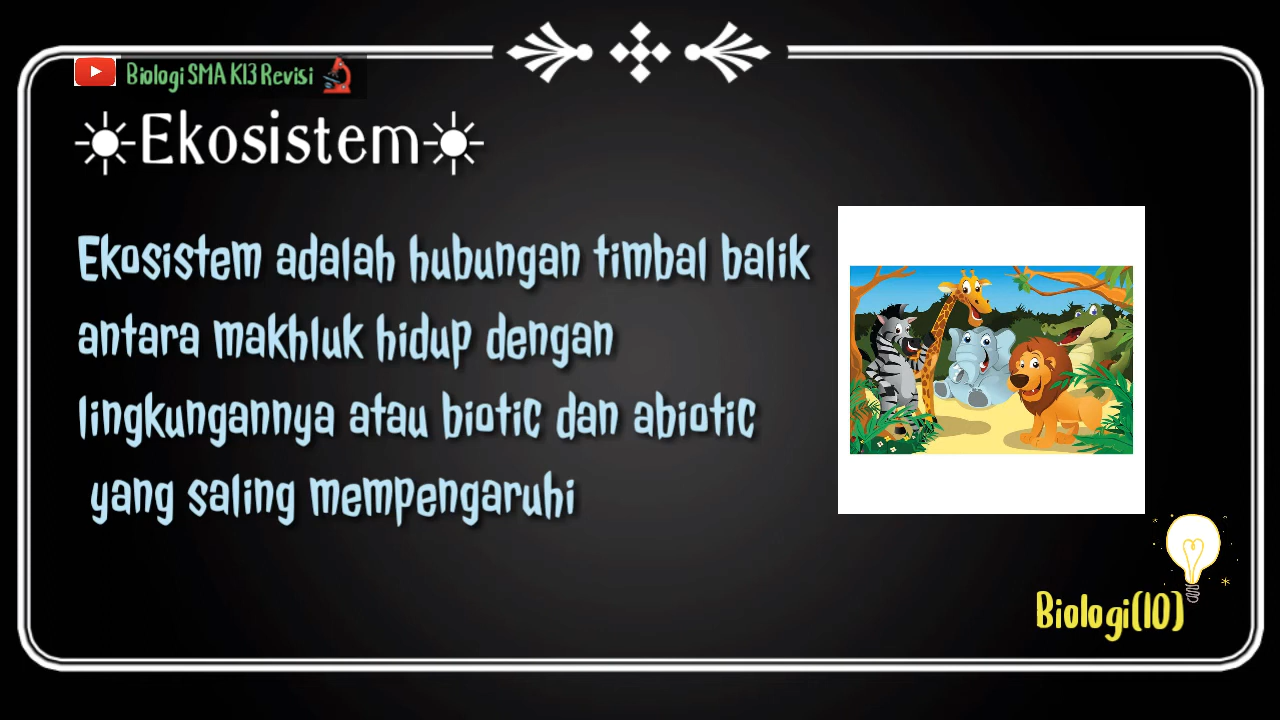 Biologi SMA K13 Revisi
Ekosistem
Ekosistem adalah hubungan timbal balik
antara makhluk hidup dengan
lingkungannya atau biotic dan abiotic
yang saling mempengaruhi
Biologi(10)